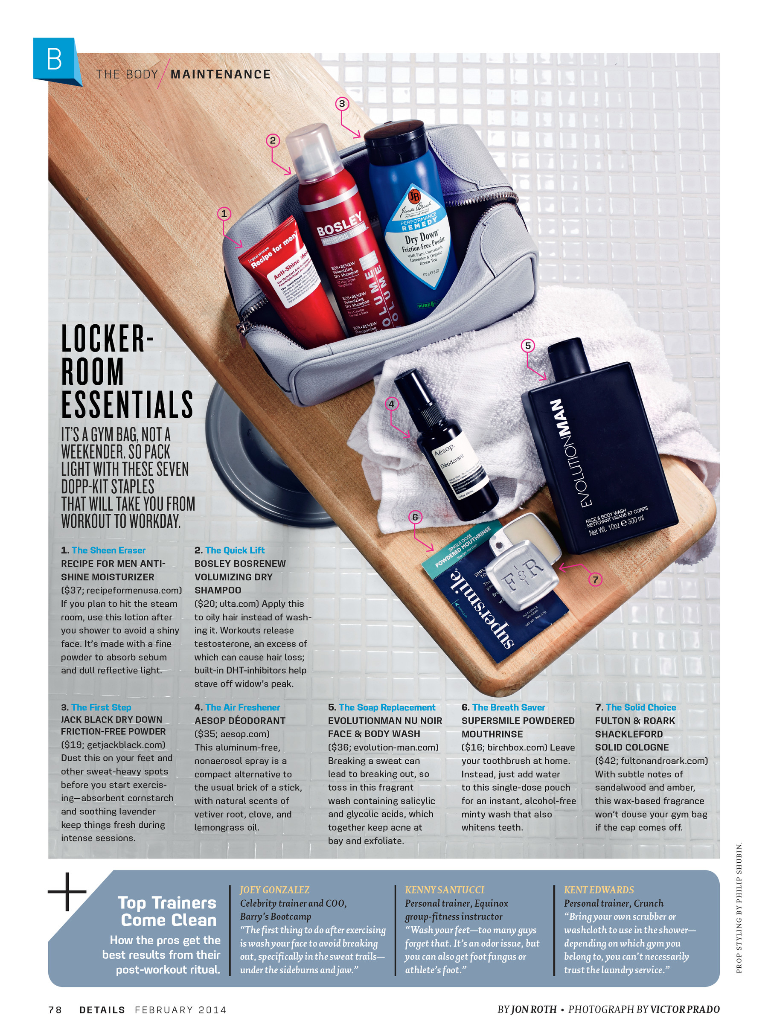 B
THE BODY / MAINTENANCE
1
2
3
4
5
6
7
Recipe for men
BOSLEY
Jack Black
PERFORMANCE
REMEDY
Dry Down
Friction-Free Powder
Aesop.
Déodorant
EVOLUTIONMAN
FACE & BODY WASH
Net Wt. 10oz ℮ 300 ml
POWDERED MOUTHRINSE
supersmile.
F&R
LOCKER-
ROOM
ESSENTIALS
IT'S A GYM BAG, NOT A
WEEKENDER. SO PACK
LIGHT WITH THESE SEVEN
DOPP-KIT STAPLES
THAT WILL TAKE YOU FROM
WORKOUT TO WORKDAY.
1. The Sheen Eraser
RECIPE FOR MEN ANTI-
SHINE MOISTURIZER
($37; recipeformenusa.com)
If you plan to hit the steam
room, use this lotion after
you shower to avoid a shiny
face. It's made with a fine
powder to absorb sebum
and dull reflective light.
2. The Quick Lift
BOSLEY BOSRENEW
VOLUMIZING DRY
SHAMPOO
($20; ulta.com) Apply this
to oily hair instead of wash-
ing it. Workouts release
testosterone, an excess of
which can cause hair loss;
built-in DHT-inhibitors help
stave off widow's peak.
3. The First Step
JACK BLACK DRY DOWN
FRICTION-FREE POWDER
($19; getjackblack.com)
Dust this on your feet and
other sweat-heavy spots
before you start exercis-
ing—absorbent cornstarch
and soothing lavender
keep things fresh during
intense sessions.
4. The Air Freshener
AESOP DÉODORANT
($35; aesop.com)
This aluminum-free,
nonaerosol spray is a
compact alternative to
the usual brick of a stick,
with natural scents of
vetiver root, clove, and
lemongrass oil.
5. The Soap Replacement
EVOLUTIONMAN NU NOIR
FACE & BODY WASH
($36; evolution-man.com)
Breaking a sweat can
lead to breaking out, so
toss in this fragrant
wash containing salicylic
and glycolic acids, which
together keep acne at
bay and exfoliate.
6. The Breath Saver
SUPERSMILE POWDERED
MOUTHRINSE
($16; birchbox.com) Leave
your toothbrush at home.
Instead, just add water
to this single-dose pouch
for an instant, alcohol-free
minty wash that also
whitens teeth.
7. The Solid Choice
FULTON & ROARK
SHACKLEFORD
SOLID COLOGNE
($42; fultonandroark.com)
With subtle notes of
sandalwood and amber,
this wax-based fragrance
won't douse your gym bag
if the cap comes off.
Top Trainers
Come Clean
How the pros get the
best results from their
post-workout ritual.
JOEY GONZALEZ
Celebrity trainer and COO,
Barry's Bootcamp
"The first thing to do after exercising
is wash your face to avoid breaking
out, specifically in the sweat trails—
under the sideburns and jaw."
KENNY SANTUCCI
Personal trainer, Equinox
group-fitness instructor
"Wash your feet—too many guys
forget that. It's an odor issue, but
you can also get foot fungus or
athlete's foot."
KENT EDWARDS
Personal trainer, Crunch
"Bring your own scrubber or
washcloth to use in the shower—
depending on which gym you
belong to, you can't necessarily
trust the laundry service."
PROP STYLING BY PHILIP SHUBIN.
78 DETAILS FEBRUARY 2014
BY JON ROTH • PHOTOGRAPH BY VICTOR PRADO